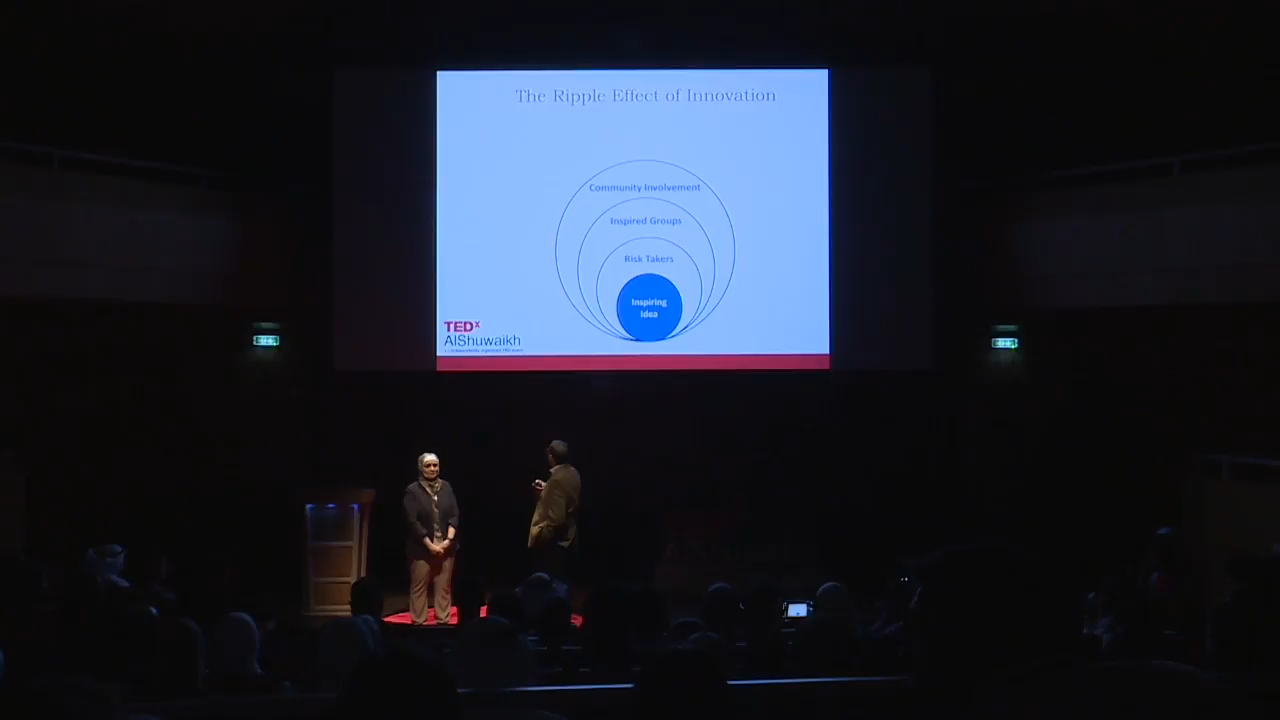 The Ripple Effect of Innovation
Community Involvement
Inspired Groups
Risk Takers
Inspiring
Idea
TEDx
AlShuwaikh